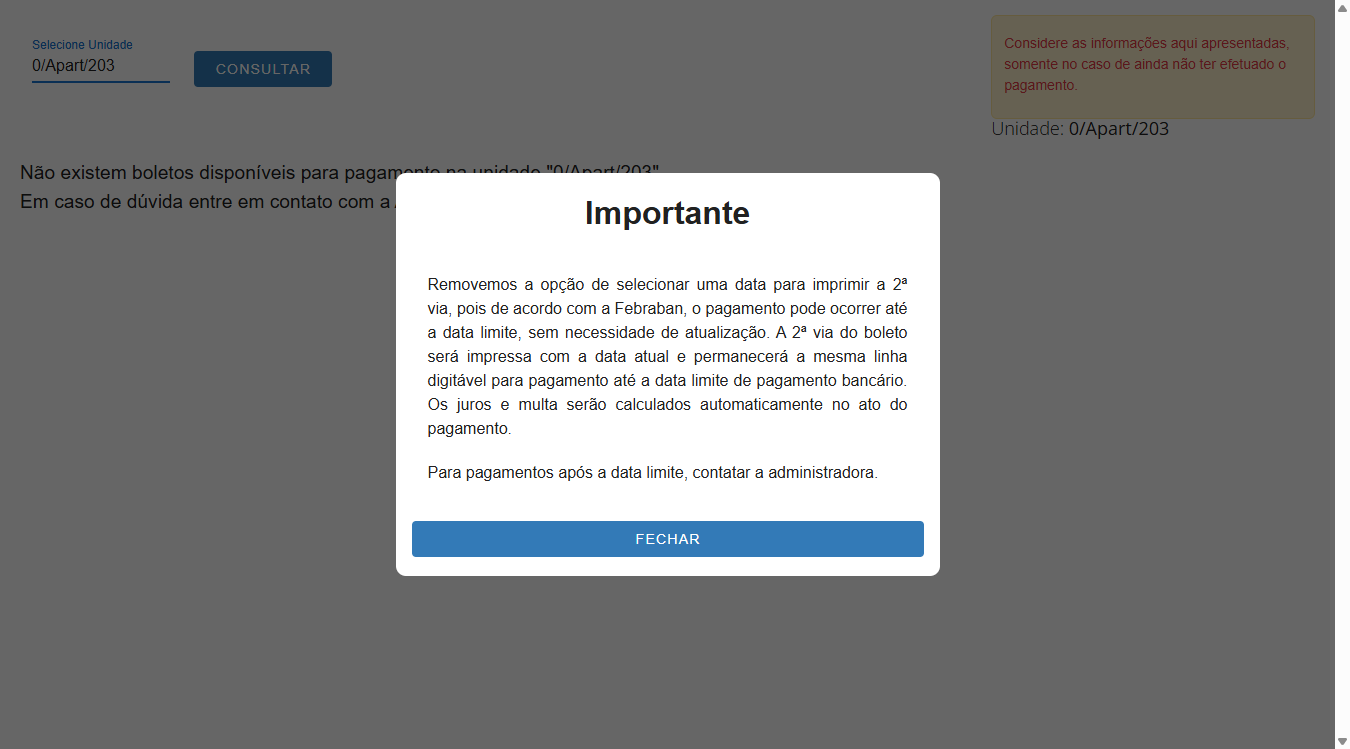 Selecione Unidade
0/Apart/203
CONSULTAR
Considere as informações aqui apresentadas,
somente no caso de ainda não ter efetuado o
pagamento.
Unidade: 0/Apart/203
Não existem boletos disponíveis para pagamento na unidade "0/Apart/203"
Em caso de dúvida entre em contato com a
Importante
Removemos a opção de selecionar uma data para imprimir a 2ª
via, pois de acordo com a Febraban, o pagamento pode ocorrer até
a data limite, sem necessidade de atualização. A 2ª via do boleto
será impressa com a data atual e permanecerá a mesma linha
digitável para pagamento até a data limite de pagamento bancário.
Os juros e multa serão calculados automaticamente no ato do
pagamento.
Para pagamentos após a data limite, contatar a administradora.
FECHAR